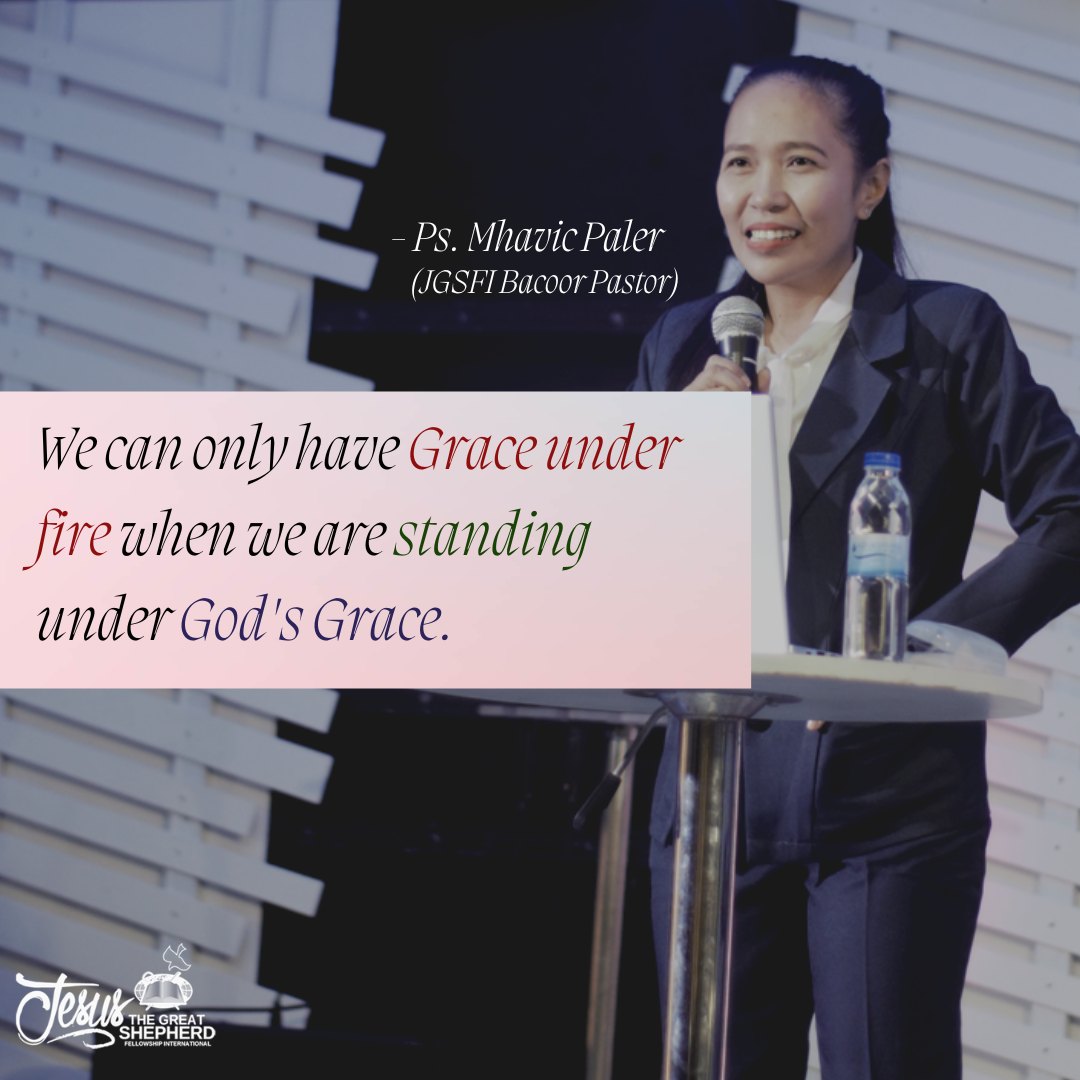 – Ps. Mhavic Paler
(JGSFI Bacoor Pastor)
We can only have Grace under
fire when we are standing
under God's Grace.
Jesus
THE GREAT
SHEPHERD
FELLOWSHIP INTERNATIONAL